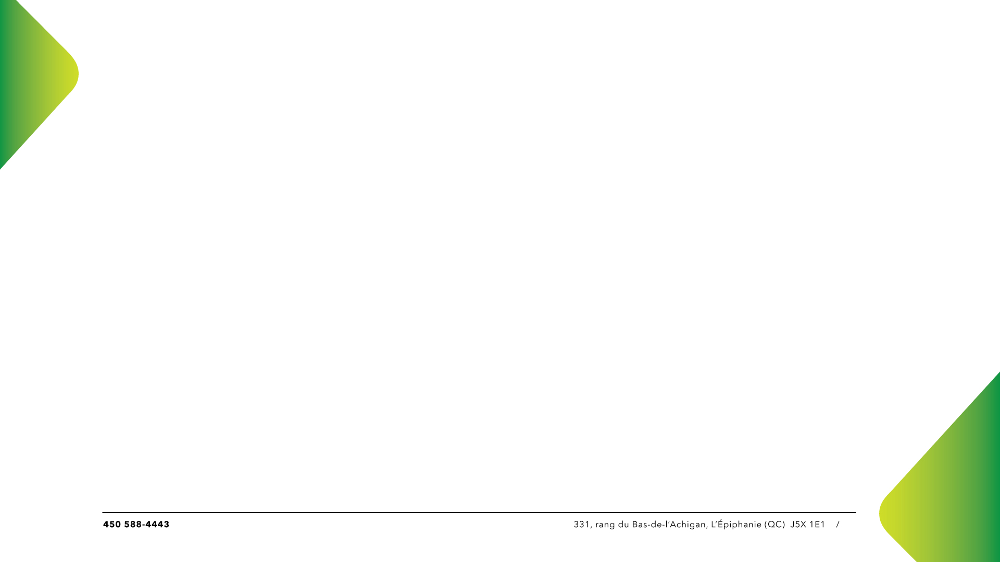 450 588-4443 331, rang du Bas-de-l’Achigan, L’Épiphanie (QC) J5X 1E1 /